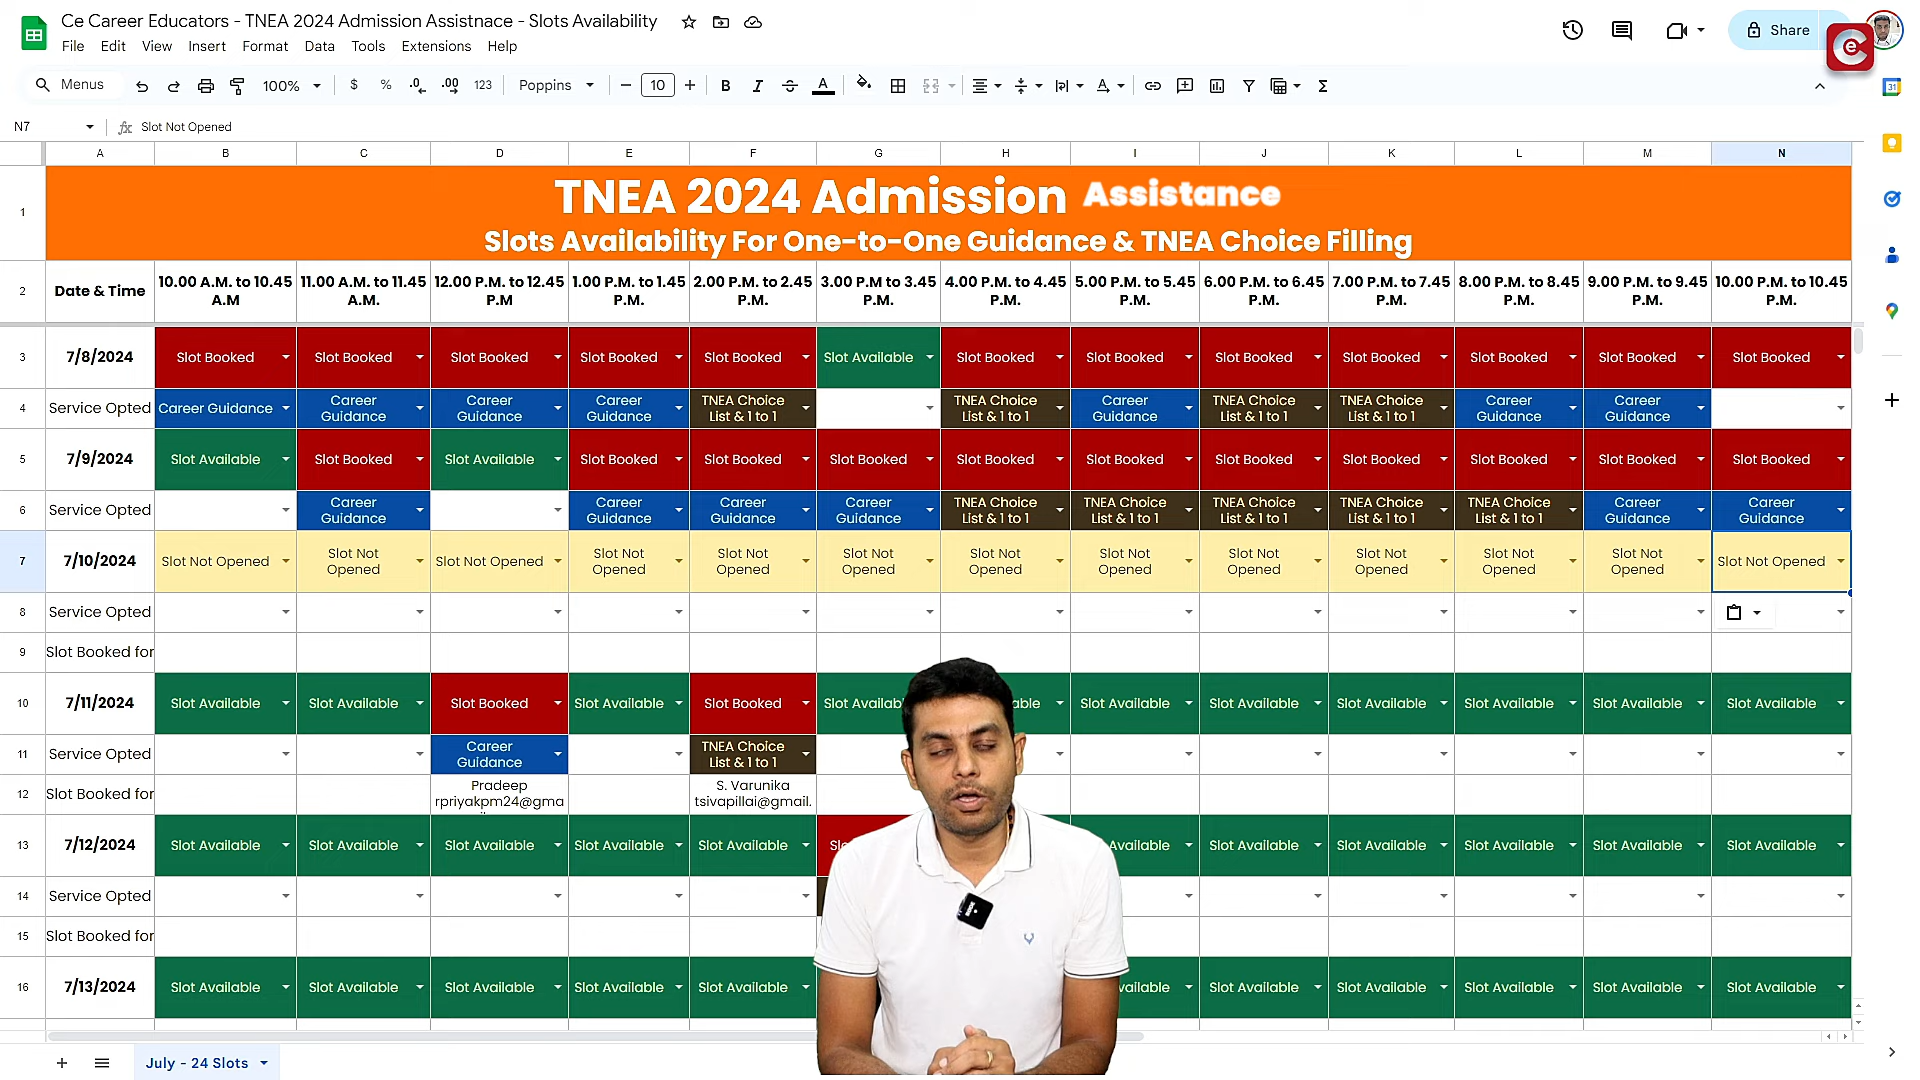 Ce Career Educators - TNEA 2024 Admission Assistnace - Slots Availability
File Edit View Insert Format Data Tools Extensions Help
Share
Menus 100% $ % .0 .00 123 Poppins 10 B I A
N7 fx Slot Not Opened
A B C D E F G H I J K L M N
1 TNEA 2024 Admission Assistance
Slots Availability For One-to-One Guidance & TNEA Choice Filling
2 Date & Time 10.00 A.M. to 10.45 A.M 11.00 A.M. to 11.45 A.M. 12.00 P.M. to 12.45 P.M 1.00 P.M. to 1.45 P.M. 2.00 P.M. to 2.45 P.M. 3.00 P.M to 3.45 P.M. 4.00 P.M. to 4.45 P.M. 5.00 P.M. to 5.45 P.M. 6.00 P.M. to 6.45 P.M. 7.00 P.M. to 7.45 P.M. 8.00 P.M. to 8.45 P.M. 9.00 P.M. to 9.45 P.M. 10.00 P.M. to 10.45 P.M.
3 7/8/2024 Slot Booked Slot Booked Slot Booked Slot Booked Slot Booked Slot Available Slot Booked Slot Booked Slot Booked Slot Booked Slot Booked Slot Booked Slot Booked
4 Service Opted Career Guidance Career Guidance Career Guidance Career Guidance TNEA Choice List & 1 to 1 TNEA Choice List & 1 to 1 Career Guidance TNEA Choice List & 1 to 1 TNEA Choice List & 1 to 1 Career Guidance Career Guidance
5 7/9/2024 Slot Available Slot Booked Slot Available Slot Booked Slot Booked Slot Booked Slot Booked Slot Booked Slot Booked Slot Booked Slot Booked Slot Booked Slot Booked
6 Service Opted Career Guidance Career Guidance Career Guidance Career Guidance TNEA Choice List & 1 to 1 TNEA Choice List & 1 to 1 TNEA Choice List & 1 to 1 TNEA Choice List & 1 to 1 TNEA Choice List & 1 to 1 Career Guidance Career Guidance
7 7/10/2024 Slot Not Opened Slot Not Opened Slot Not Opened Slot Not Opened Slot Not Opened Slot Not Opened Slot Not Opened Slot Not Opened Slot Not Opened Slot Not Opened Slot Not Opened Slot Not Opened Slot Not Opened
8 Service Opted
9 Slot Booked for
10 7/11/2024 Slot Available Slot Available Slot Booked Slot Available Slot Booked Slot Availab able Slot Available Slot Available Slot Available Slot Available Slot Available Slot Available
11 Service Opted Career Guidance TNEA Choice List & 1 to 1
12 Slot Booked for Pradeep rpriyakpm24@gma S. Varunika tsivapillai@gmail.
13 7/12/2024 Slot Available Slot Available Slot Available Slot Available Slot Available Available Slot Available Slot Available Slot Available Slot Available Slot Available
14 Service Opted
15 Slot Booked for
16 7/13/2024 Slot Available Slot Available Slot Available Slot Available Slot Available vailable Slot Available Slot Available Slot Available Slot Available Slot Available
July - 24 Slots